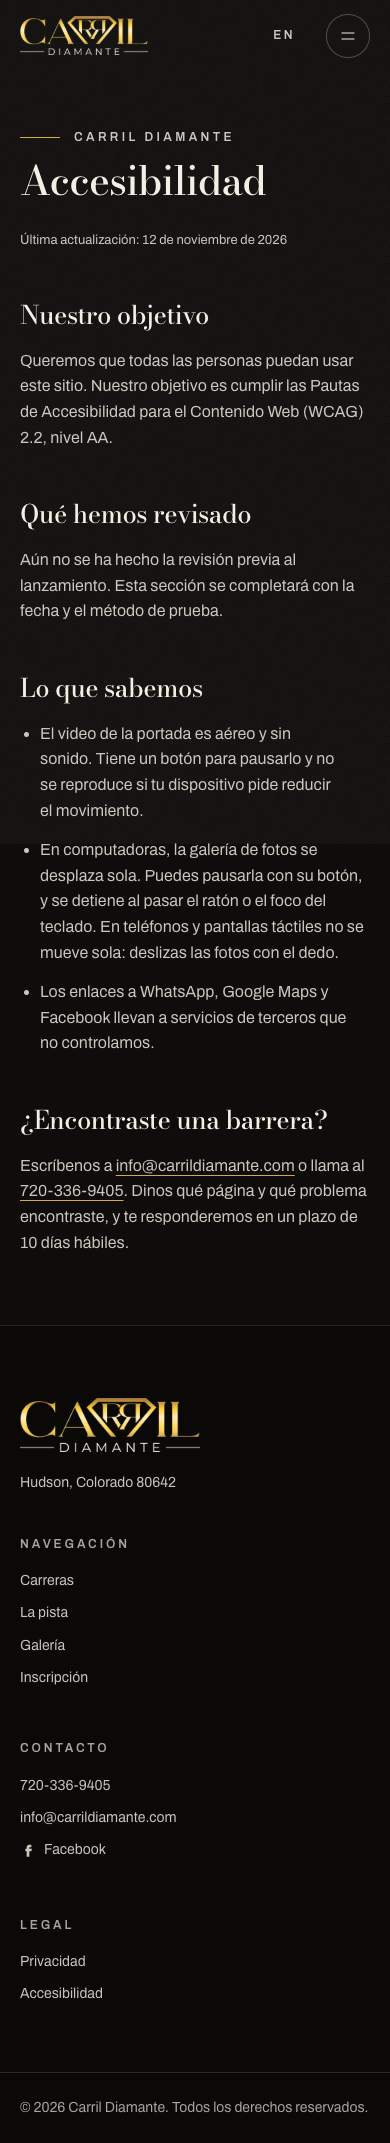 CARRIL
DIAMANTE
EN
CARRIL DIAMANTE
Accesibilidad
Última actualización: 12 de noviembre de 2026
Nuestro objetivo
Queremos que todas las personas puedan usar
este sitio. Nuestro objetivo es cumplir las Pautas
de Accesibilidad para el Contenido Web (WCAG)
2.2, nivel AA.
Qué hemos revisado
Aún no se ha hecho la revisión previa al
lanzamiento. Esta sección se completará con la
fecha y el método de prueba.
Lo que sabemos
• El video de la portada es aéreo y sin
sonido. Tiene un botón para pausarlo y no
se reproduce si tu dispositivo pide reducir
el movimiento.
• En computadoras, la galería de fotos se
desplaza sola. Puedes pausarla con su botón,
y se detiene al pasar el ratón o el foco del
teclado. En teléfonos y pantallas táctiles no se
mueve sola: deslizas las fotos con el dedo.
• Los enlaces a WhatsApp, Google Maps y
Facebook llevan a servicios de terceros que
no controlamos.
¿Encontraste una barrera?
Escríbenos a info@carrildiamante.com o llama al
720-336-9405. Dinos qué página y qué problema
encontraste, y te responderemos en un plazo de
10 días hábiles.
CARRIL
DIAMANTE
Hudson, Colorado 80642
NAVEGACIÓN
Carreras
La pista
Galería
Inscripción
CONTACTO
720-336-9405
info@carrildiamante.com
Facebook
LEGAL
Privacidad
Accesibilidad
© 2026 Carril Diamante. Todos los derechos reservados.